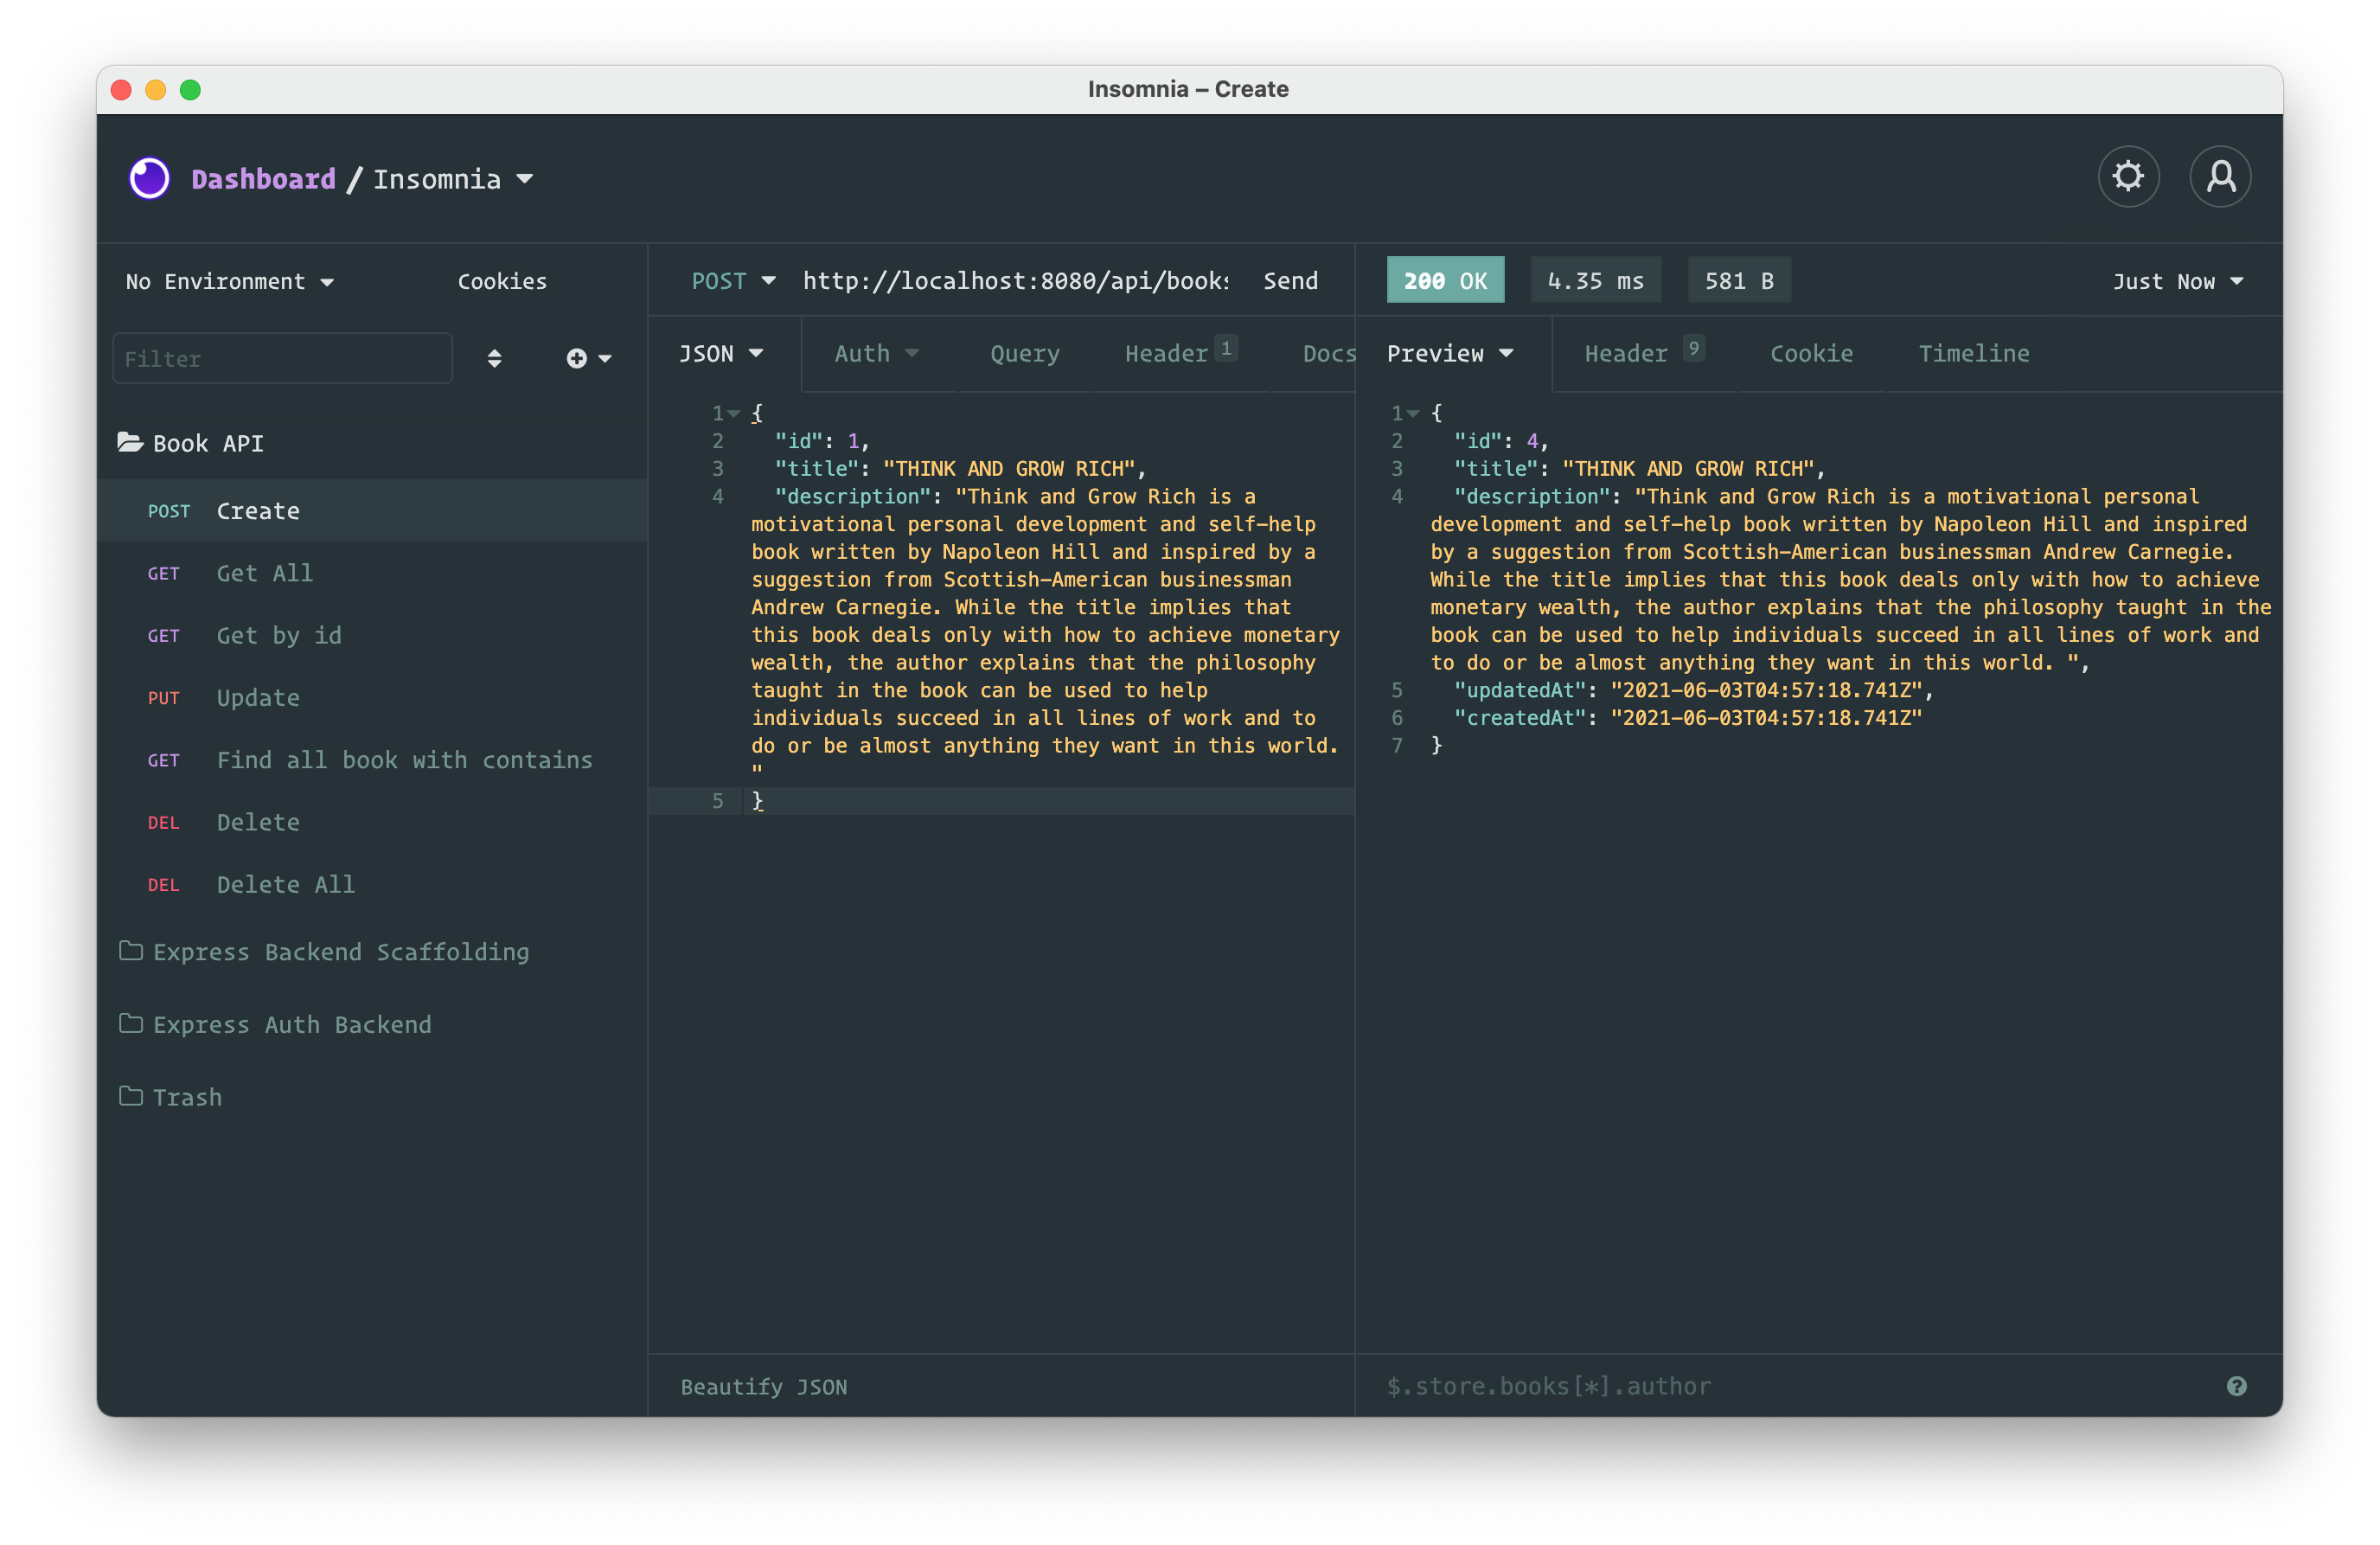 Insomnia – Create
Dashboard / Insomnia
No Environment
Cookies
Filter
Book API
POST Create
GET Get All
GET Get by id
PUT Update
GET Find all book with contains
DEL Delete
DEL Delete All
Express Backend Scaffolding
Express Auth Backend
Trash
POST http://localhost:8080/api/books Send
JSON Auth Query Header 1 Docs
1 {
2 "id": 1,
3 "title": "THINK AND GROW RICH",
4 "description": "Think and Grow Rich is a
motivational personal development and self-help
book written by Napoleon Hill and inspired by a
suggestion from Scottish-American businessman
Andrew Carnegie. While the title implies that
this book deals only with how to achieve monetary
wealth, the author explains that the philosophy
taught in the book can be used to help
individuals succeed in all lines of work and to
do or be almost anything they want in this world.
"
5 }
Beautify JSON
200 OK 4.35 ms 581 B Just Now
Preview Header 9 Cookie Timeline
1 {
2 "id": 4,
3 "title": "THINK AND GROW RICH",
4 "description": "Think and Grow Rich is a motivational personal
development and self-help book written by Napoleon Hill and inspired
by a suggestion from Scottish-American businessman Andrew Carnegie.
While the title implies that this book deals only with how to achieve
monetary wealth, the author explains that the philosophy taught in the
book can be used to help individuals succeed in all lines of work and
to do or be almost anything they want in this world. ",
5 "updatedAt": "2021-06-03T04:57:18.741Z",
6 "createdAt": "2021-06-03T04:57:18.741Z"
7 }
$.store.books[*].author